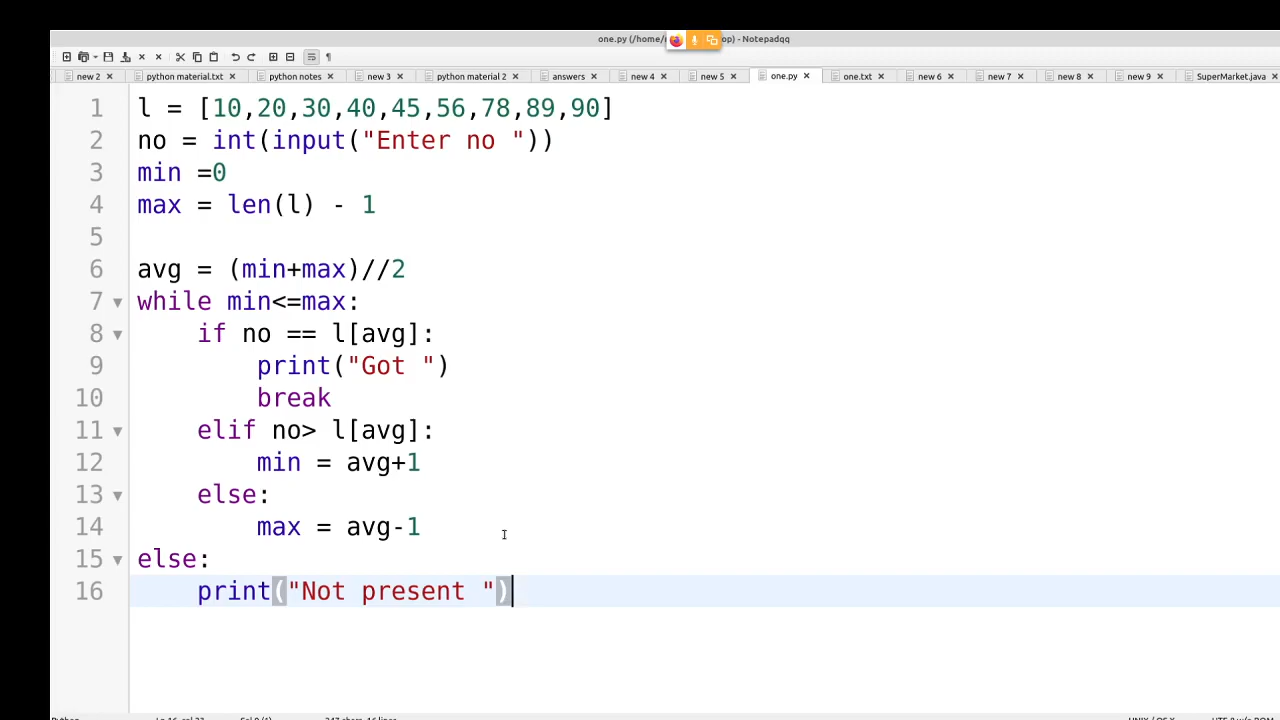 one.py (/home/ op) - Notepadqq
new 2 python material.txt python notes new 3 python material 2 answers new 4 new 5 one.py one.txt new 6 new 7 new 8 new 9 SuperMarket.java
1 l = [10,20,30,40,45,56,78,89,90]
2 no = int(input("Enter no "))
3 min =0
4 max = len(l) - 1
5
6 avg = (min+max)//2
7 while min<=max:
8 if no == l[avg]:
9 print("Got ")
10 break
11 elif no> l[avg]:
12 min = avg+1
13 else:
14 max = avg-1
15 else:
16 print("Not present ")